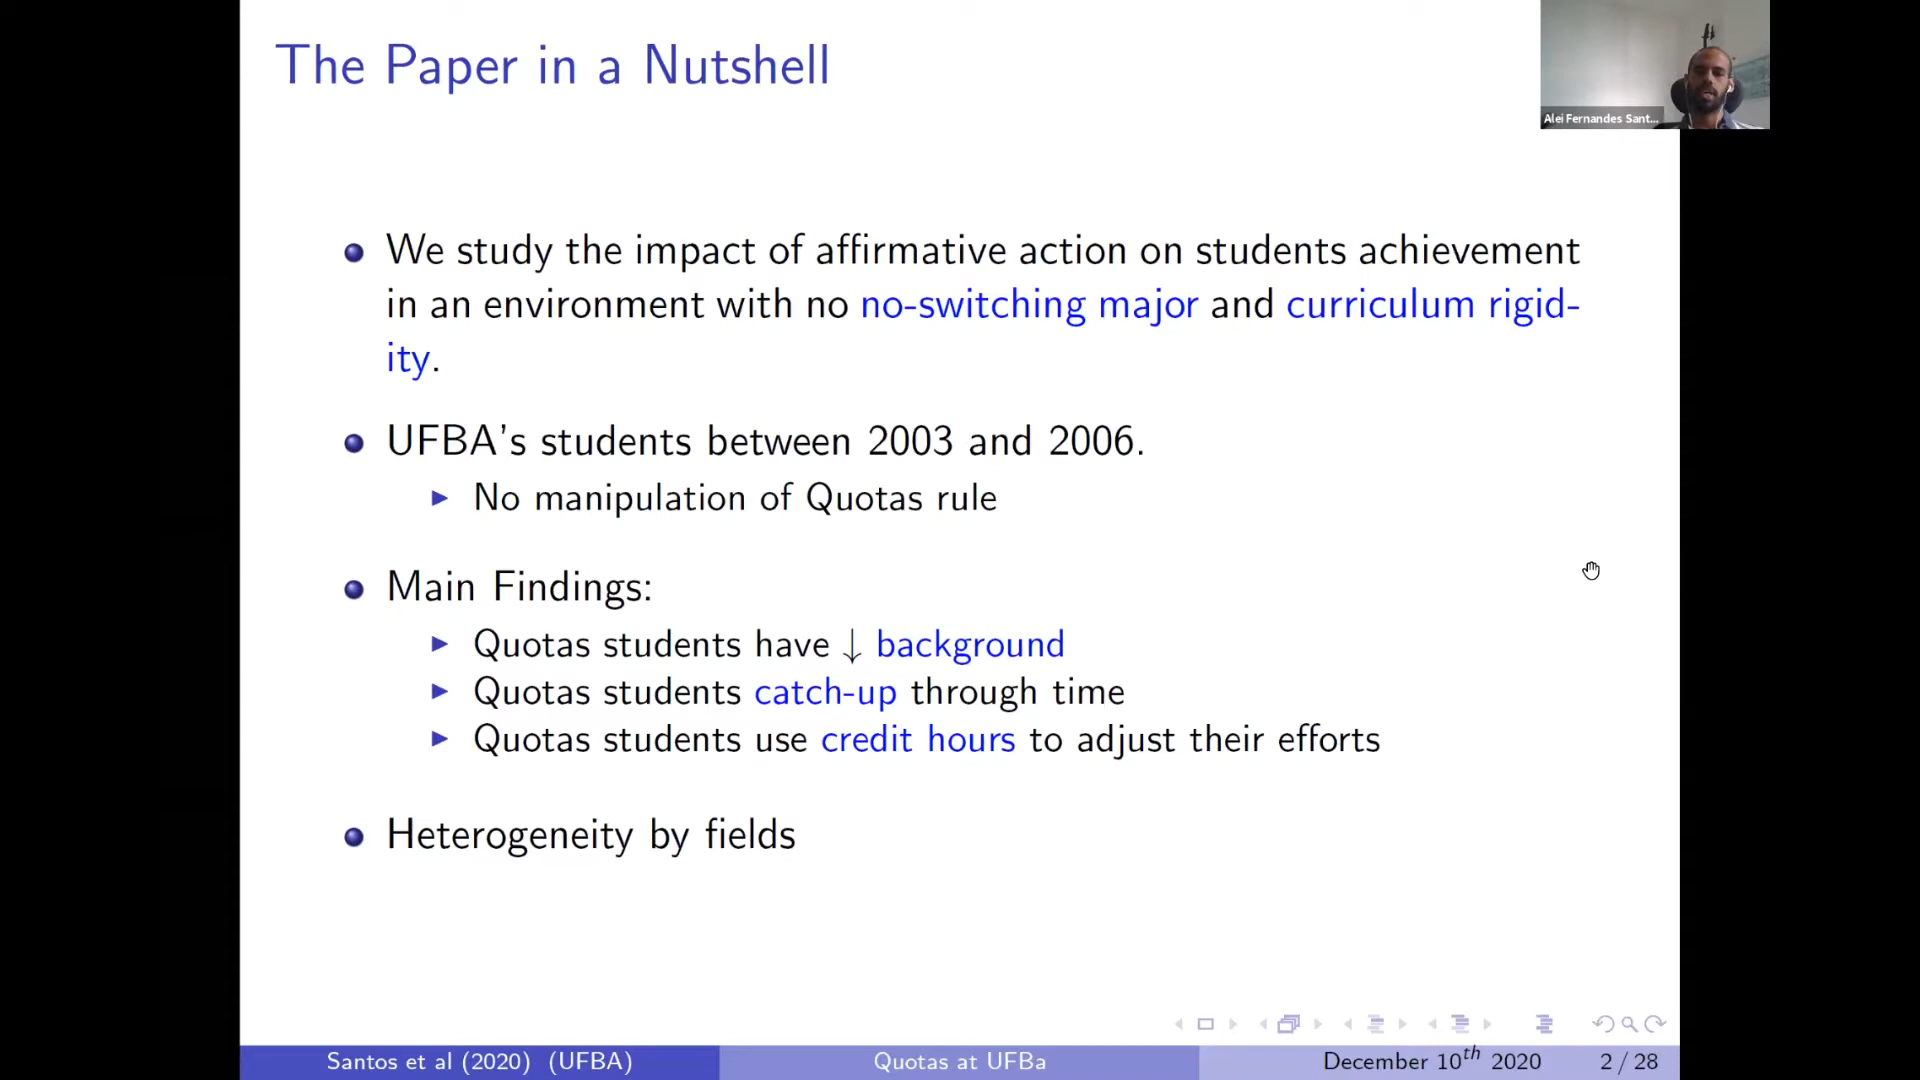 The Paper in a Nutshell
Alei Fernandes Sant...
We study the impact of affirmative action on students achievement
in an environment with no no-switching major and curriculum rigid-
ity.
UFBA's students between 2003 and 2006.
No manipulation of Quotas rule
Main Findings:
Quotas students have ↓ background
Quotas students catch-up through time
Quotas students use credit hours to adjust their efforts
Heterogeneity by fields
Santos et al (2020) (UFBA)
Quotas at UFBa
December 10th 2020
2 / 28